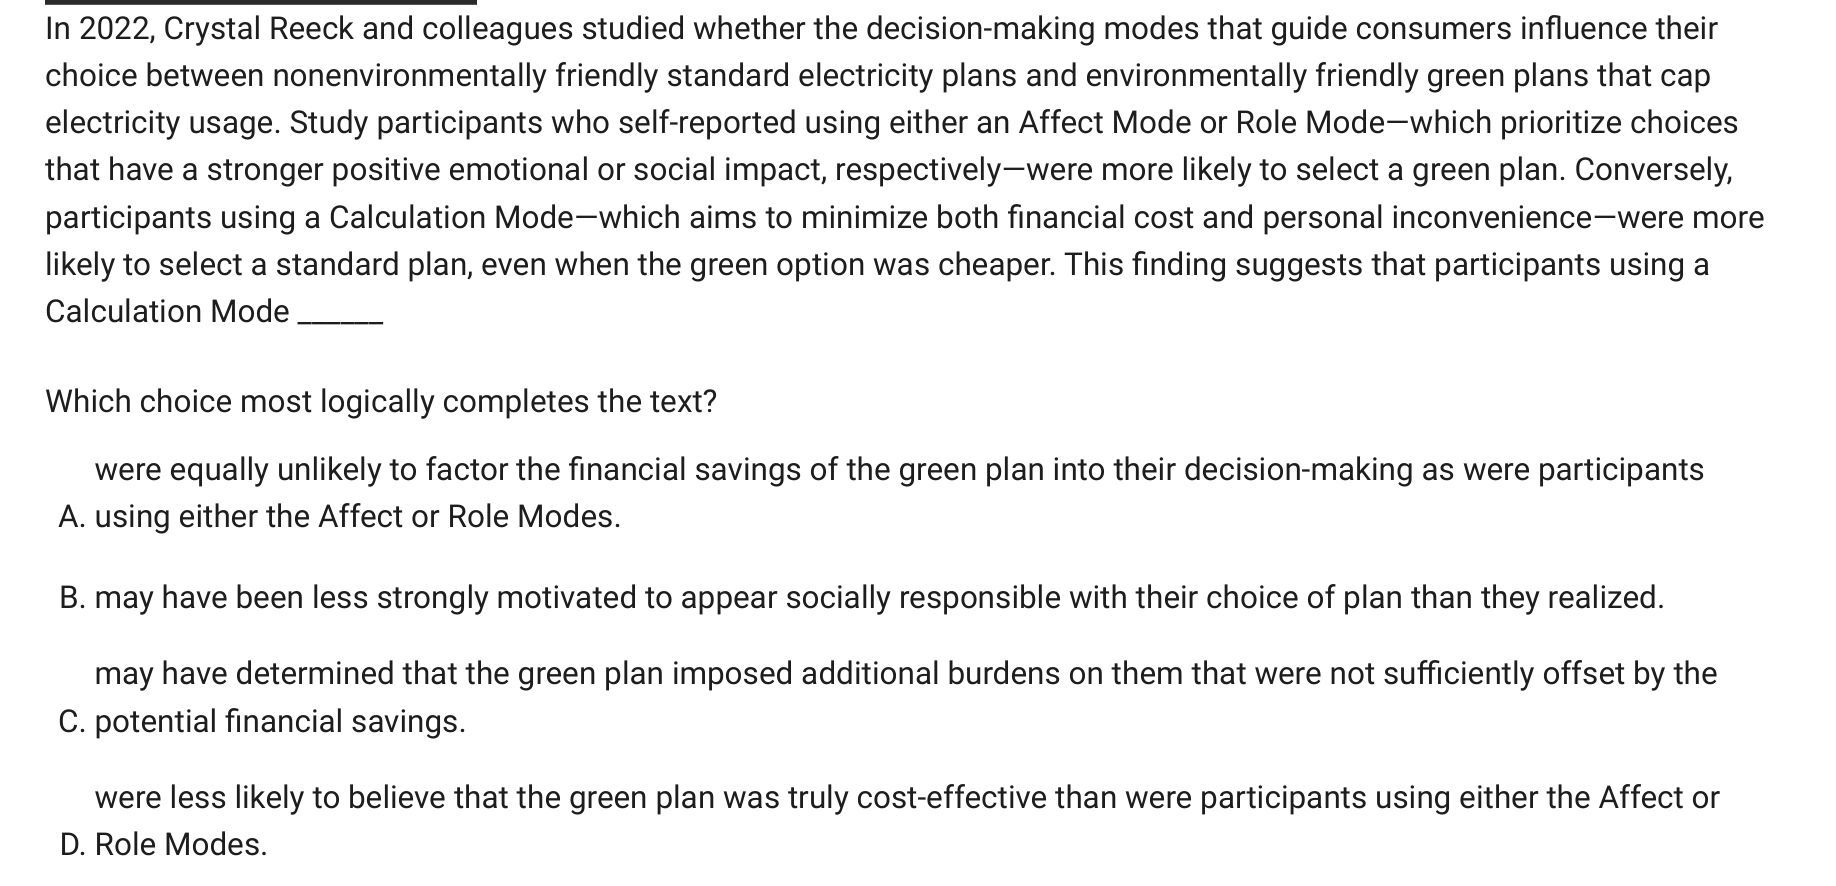 In 2022, Crystal Reeck and colleagues studied whether the decision-making modes that guide consumers influence their
choice between nonenvironmentally friendly standard electricity plans and environmentally friendly green plans that cap
electricity usage. Study participants who self-reported using either an Affect Mode or Role Mode—which prioritize choices
that have a stronger positive emotional or social impact, respectively—were more likely to select a green plan. Conversely,
participants using a Calculation Mode—which aims to minimize both financial cost and personal inconvenience—were more
likely to select a standard plan, even when the green option was cheaper. This finding suggests that participants using a
Calculation Mode ______
Which choice most logically completes the text?
were equally unlikely to factor the financial savings of the green plan into their decision-making as were participants
A. using either the Affect or Role Modes.
B. may have been less strongly motivated to appear socially responsible with their choice of plan than they realized.
may have determined that the green plan imposed additional burdens on them that were not sufficiently offset by the
C. potential financial savings.
were less likely to believe that the green plan was truly cost-effective than were participants using either the Affect or
D. Role Modes.